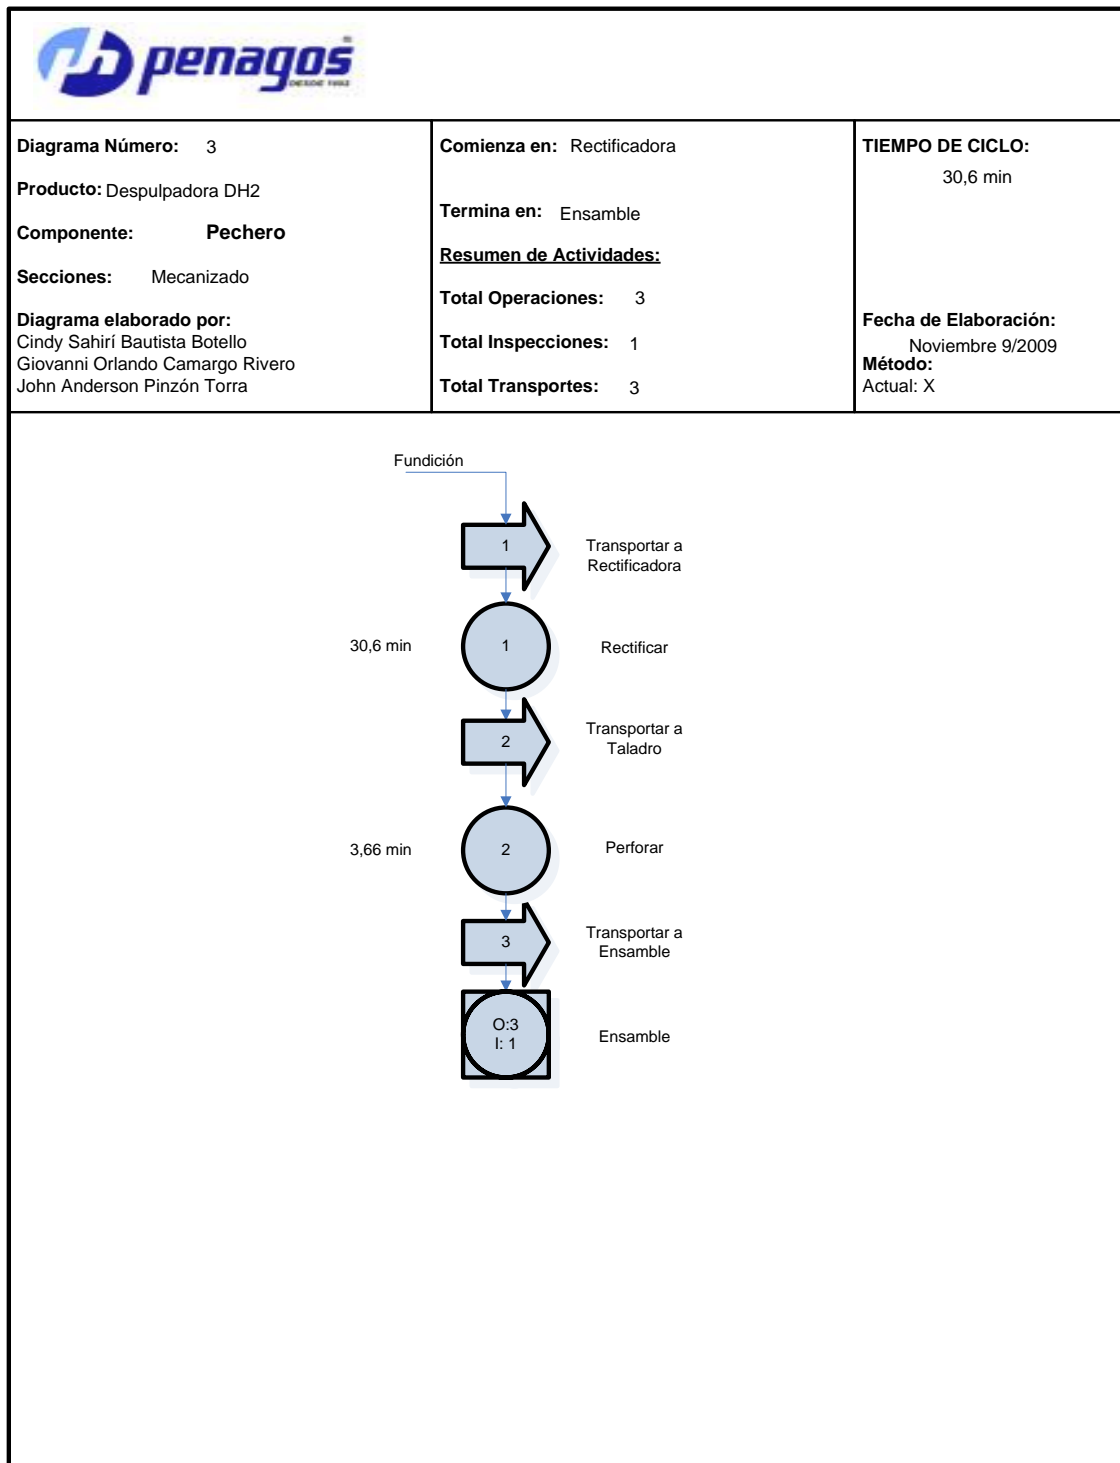 penagos
DESDE 1892
Diagrama Número: 3
Producto: Despulpadora DH2
Componente: Pechero
Secciones: Mecanizado
Diagrama elaborado por:
Cindy Sahirí Bautista Botello
Giovanni Orlando Camargo Rivero
John Anderson Pinzón Torra
Comienza en: Rectificadora
Termina en: Ensamble
Resumen de Actividades:
Total Operaciones: 3
Total Inspecciones: 1
Total Transportes: 3
TIEMPO DE CICLO:
30,6 min
Fecha de Elaboración:
Noviembre 9/2009
Método:
Actual: X
Fundición
1
Transportar a
Rectificadora
30,6 min
1
Rectificar
2
Transportar a
Taladro
3,66 min
2
Perforar
3
Transportar a
Ensamble
O:3
I: 1
Ensamble